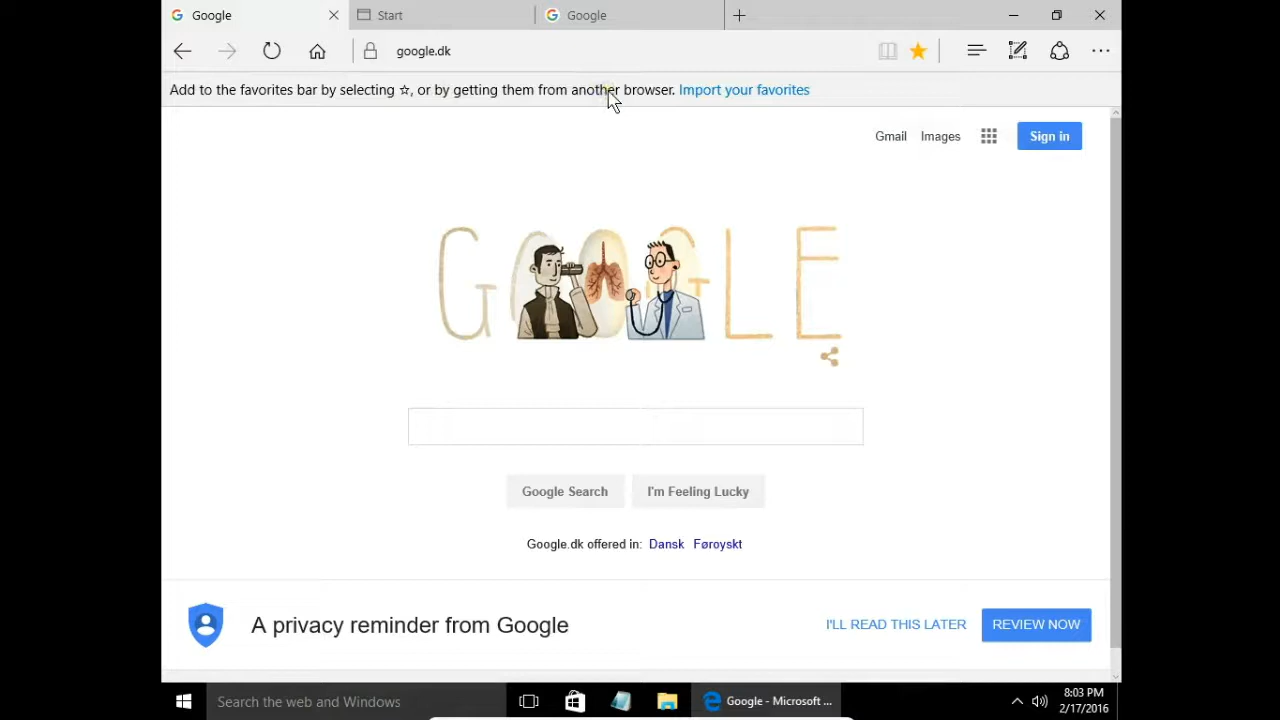 Google
Start
Google
google.dk
Add to the favorites bar by selecting ☆, or by getting them from another browser. Import your favorites
Gmail Images Sign in
GOOGLE
Google Search I'm Feeling Lucky
Google.dk offered in: Dansk Føroyskt
A privacy reminder from Google I'LL READ THIS LATER REVIEW NOW
Search the web and Windows
Google - Microsoft ...
8:03 PM
2/17/2016